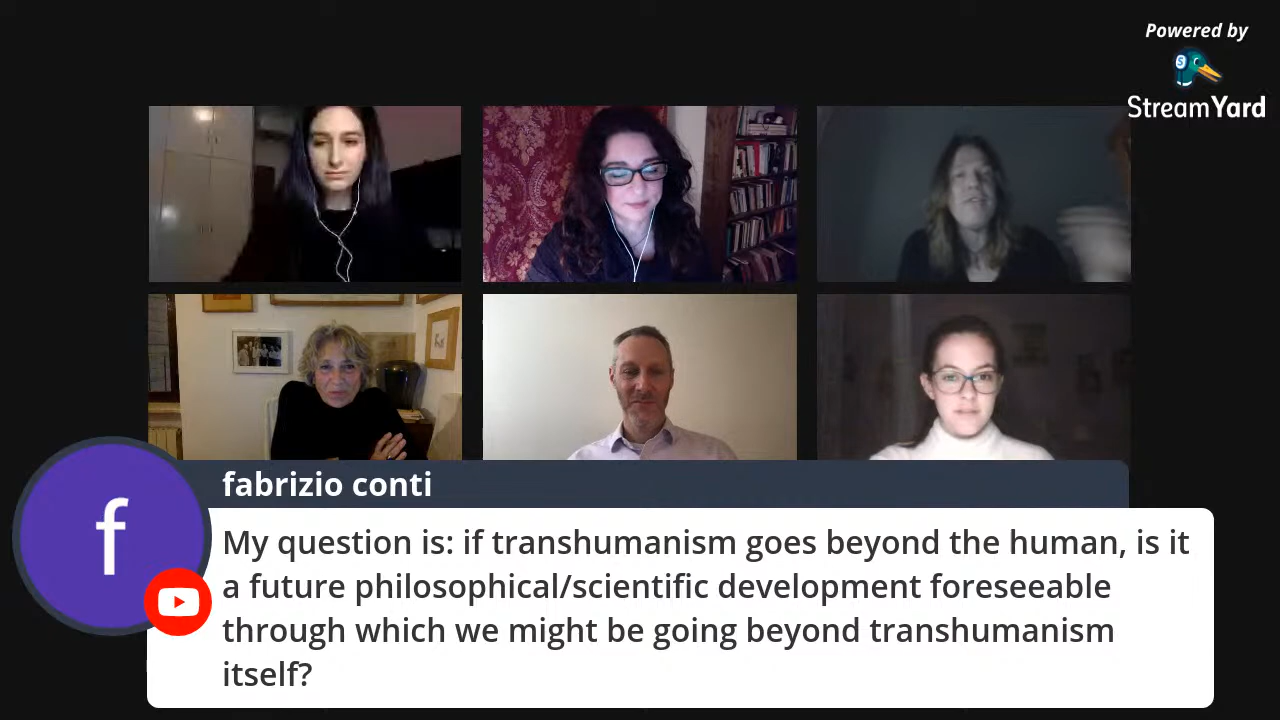 Powered by
StreamYard
fabrizio conti
f
My question is: if transhumanism goes beyond the human, is it
a future philosophical/scientific development foreseeable
through which we might be going beyond transhumanism
itself?